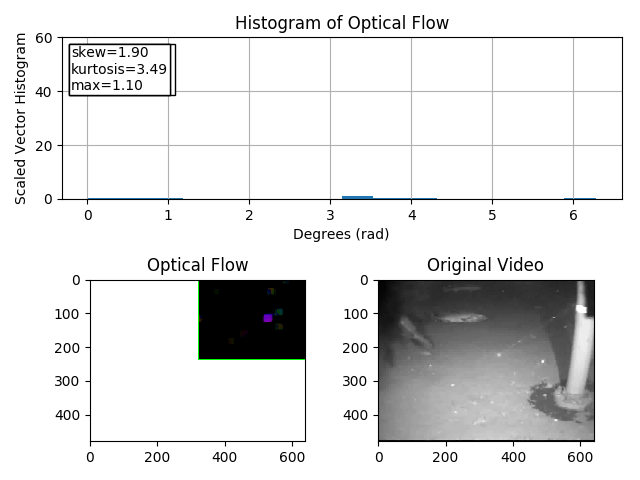 Histogram of Optical Flow
60
40
20
0
Scaled Vector Histogram
skew=1.90
kurtosis=3.49
max=1.10
0 1 2 3 4 5 6
Degrees (rad)
Optical Flow
0
100
200
300
400
0 200 400 600
Original Video
0
100
200
300
400
0 200 400 600